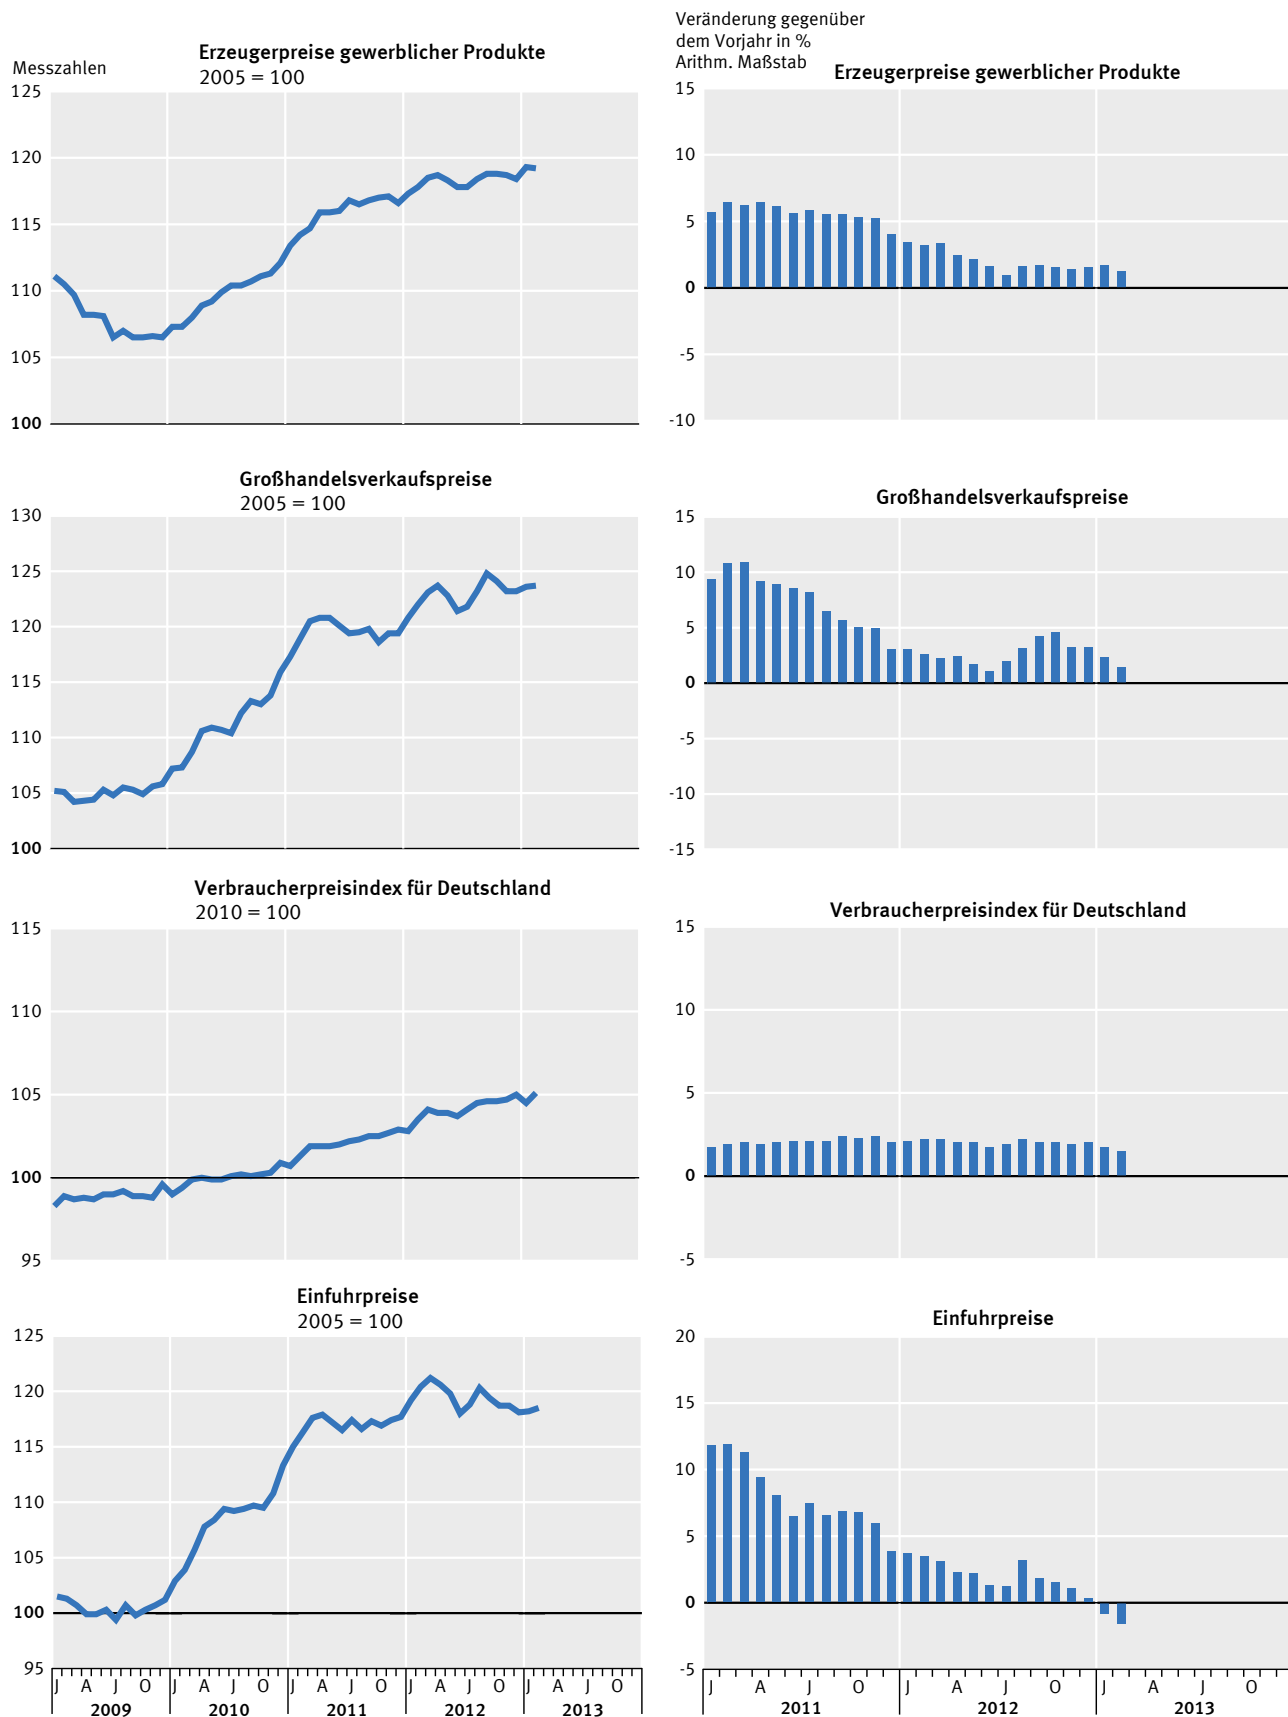 Messzahlen
Erzeugerpreise gewerblicher Produkte
2005 = 100
125
120
115
110
105
100
Veränderung gegenüber
dem Vorjahr in %
Arithm. Maßstab
Erzeugerpreise gewerblicher Produkte
15
10
5
0
-5
-10
Großhandelsverkaufspreise
2005 = 100
130
125
120
115
110
105
100
Großhandelsverkaufspreise
15
10
5
0
-5
-10
-15
Verbraucherpreisindex für Deutschland
2010 = 100
115
110
105
100
95
Verbraucherpreisindex für Deutschland
15
10
5
0
-5
Einfuhrpreise
2005 = 100
125
120
115
110
105
100
95
J A J O J A J O J A J O J A J O J A J O
2009 2010 2011 2012 2013
Einfuhrpreise
20
15
10
5
0
-5
J A J O J A J O J A J O
2011 2012 2013